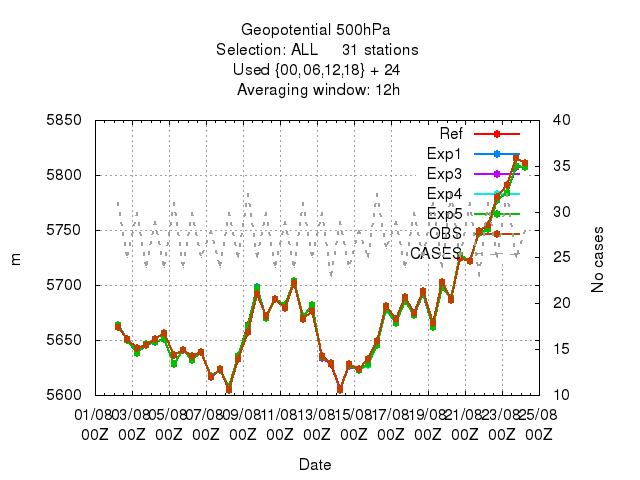 Geopotential 500hPa
Selection: ALL     31 stations
Used {00,06,12,18} + 24
Averaging window: 12h
5850
5800
5750
5700
5650
5600
m
40
35
30
25
20
15
10
No cases
Ref
Exp1
Exp3
Exp4
Exp5
OBS
CASES
01/08 03/08 05/08 07/08 09/08 11/08 13/08 15/08 17/08 19/08 21/08 23/08 25/08
00Z 00Z 00Z 00Z 00Z 00Z 00Z 00Z 00Z 00Z 00Z 00Z 00Z
Date